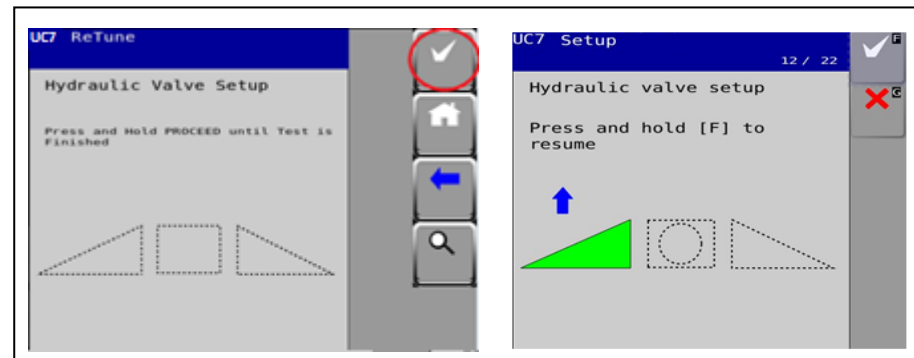 UC7 ReTune
Hydraulic Valve Setup
Press and Hold PROCEED until Test is
Finished
UC7 Setup
12/ 22
Hydraulic valve setup
Press and hold [F] to
resume
F
G